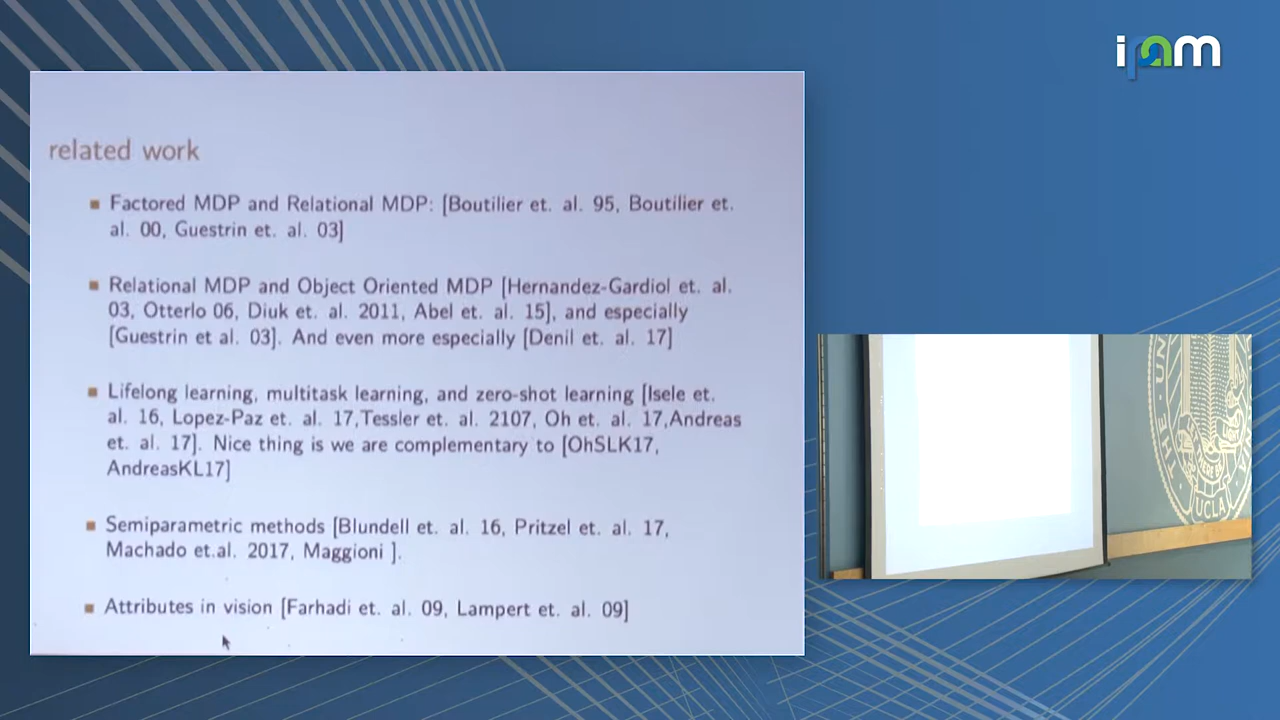 ipam
related work
Factored MDP and Relational MDP: [Boutilier et. al. 95, Boutilier et.
al. 00, Guestrin et. al. 03]
Relational MDP and Object Oriented MDP [Hernandez-Gardiol et. al.
03, Otterlo 06, Diuk et. al. 2011, Abel et. al. 15], and especially
[Guestrin et al. 03]. And even more especially [Denil et. al. 17]
Lifelong learning, multitask learning, and zero-shot learning [Isele et.
al. 16, Lopez-Paz et. al. 17,Tessler et. al. 2107, Oh et. al. 17,Andreas
et. al. 17]. Nice thing is we are complementary to [OhSLK17,
AndreasKL17]
Semiparametric methods [Blundell et. al. 16, Pritzel et. al. 17,
Machado et.al. 2017, Maggioni ].
Attributes in vision [Farhadi et. al. 09, Lampert et. al. 09]
THE UN
UCLA